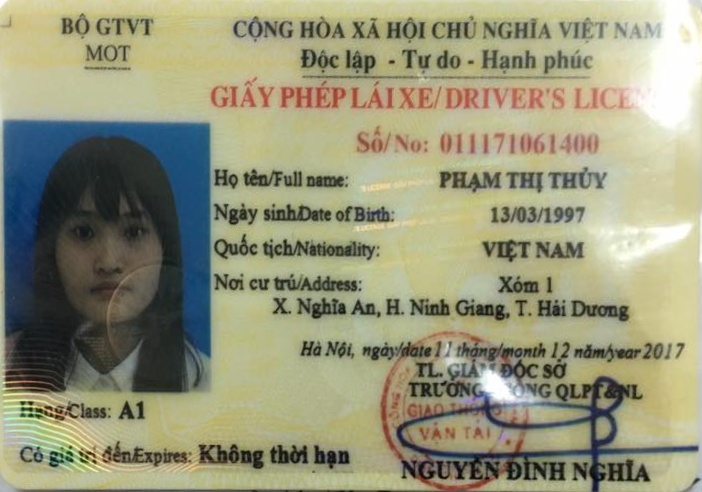 BỘ GTVT
MOT
CỘNG HÒA XÃ HỘI CHỦ NGHĨA VIỆT NAM
Độc lập - Tự do - Hạnh phúc
GIẤY PHÉP LÁI XE/DRIVER'S LICEN
Số/No: 011171061400
Họ tên/Full name: PHẠM THỊ THỦY
Ngày sinh/Date of Birth: 13/03/1997
Quốc tịch/Nationality: VIỆT NAM
Nơi cư trú/Address: Xóm 1
X. Nghĩa An, H. Ninh Giang, T. Hải Dương
Hà Nội, ngày/date 11 tháng/month 12 năm/year 2017
TL. GIÁM ĐỐC SỞ
TRƯỞNG PHÒNG QLPT&NL
GIAO THÔNG
VẬN TẢI
Hạng/Class: A1
Có giá trị đến/Expires: Không thời hạn
NGUYỄN ĐÌNH NGHĨA